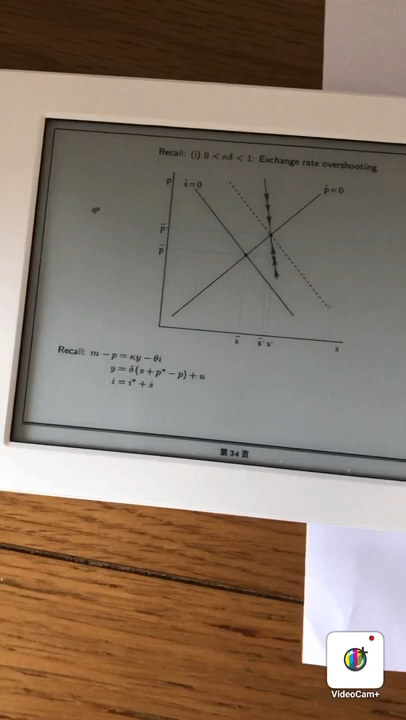 Recall: (i) 0 < κδ < 1: Exchange rate overshooting
p
ṡ=0
ṗ=0
p̄'
p̄
s̄
s̄' s'
s
Recall: m − p = κy − θi
y = δ(s + p* − p) + u
i = i* + ṡ
第 34 页
VideoCam+